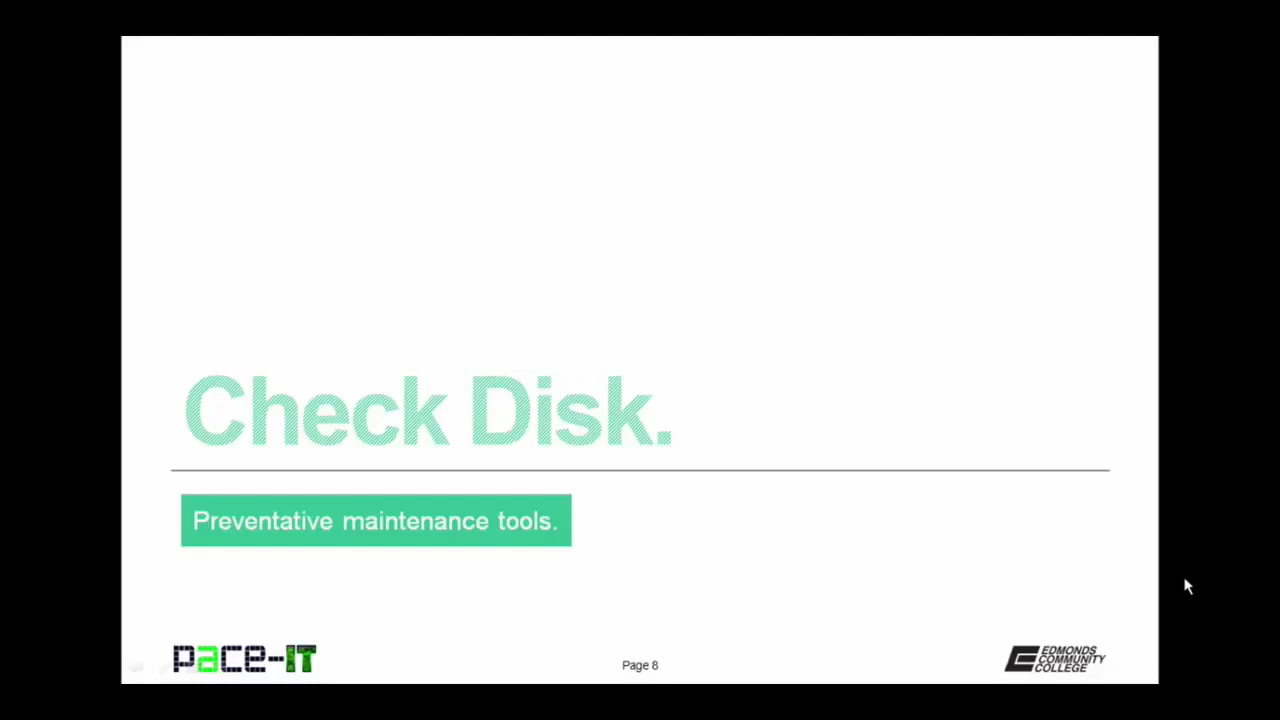 Check Disk.
Preventative maintenance tools.
pace-IT
Page 8
EDMONDS
COMMUNITY
COLLEGE